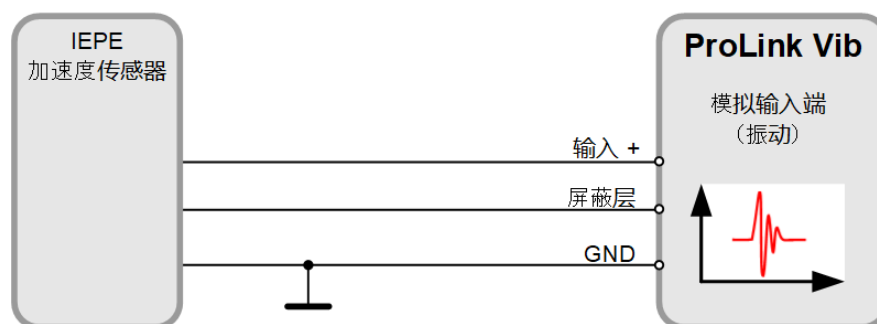 IEPE
加速度传感器
ProLink Vib
模拟输入端
（振动）
输入 +
屏蔽层
GND